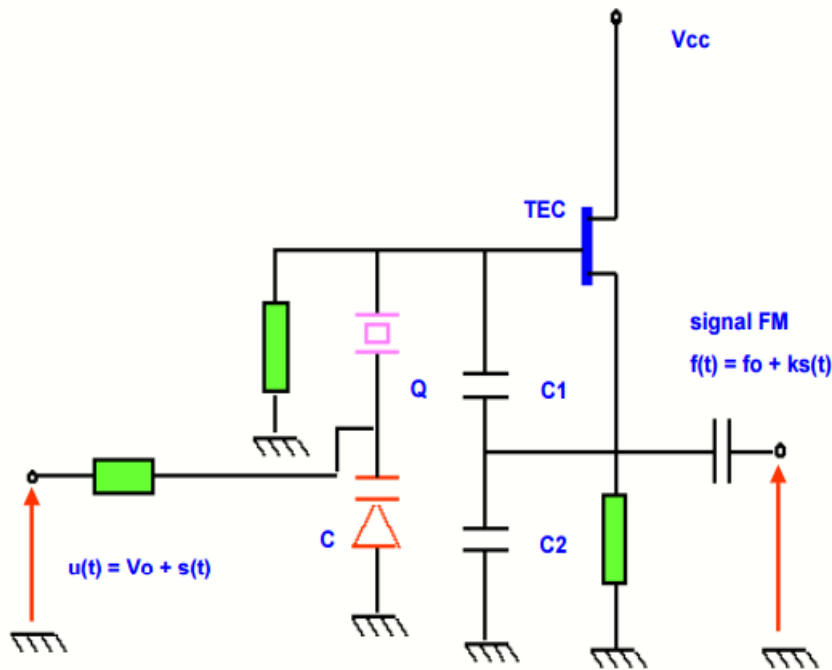 Vcc
TEC
signal FM
f(t) = fo + ks(t)
Q
C1
C
C2
u(t) = Vo + s(t)